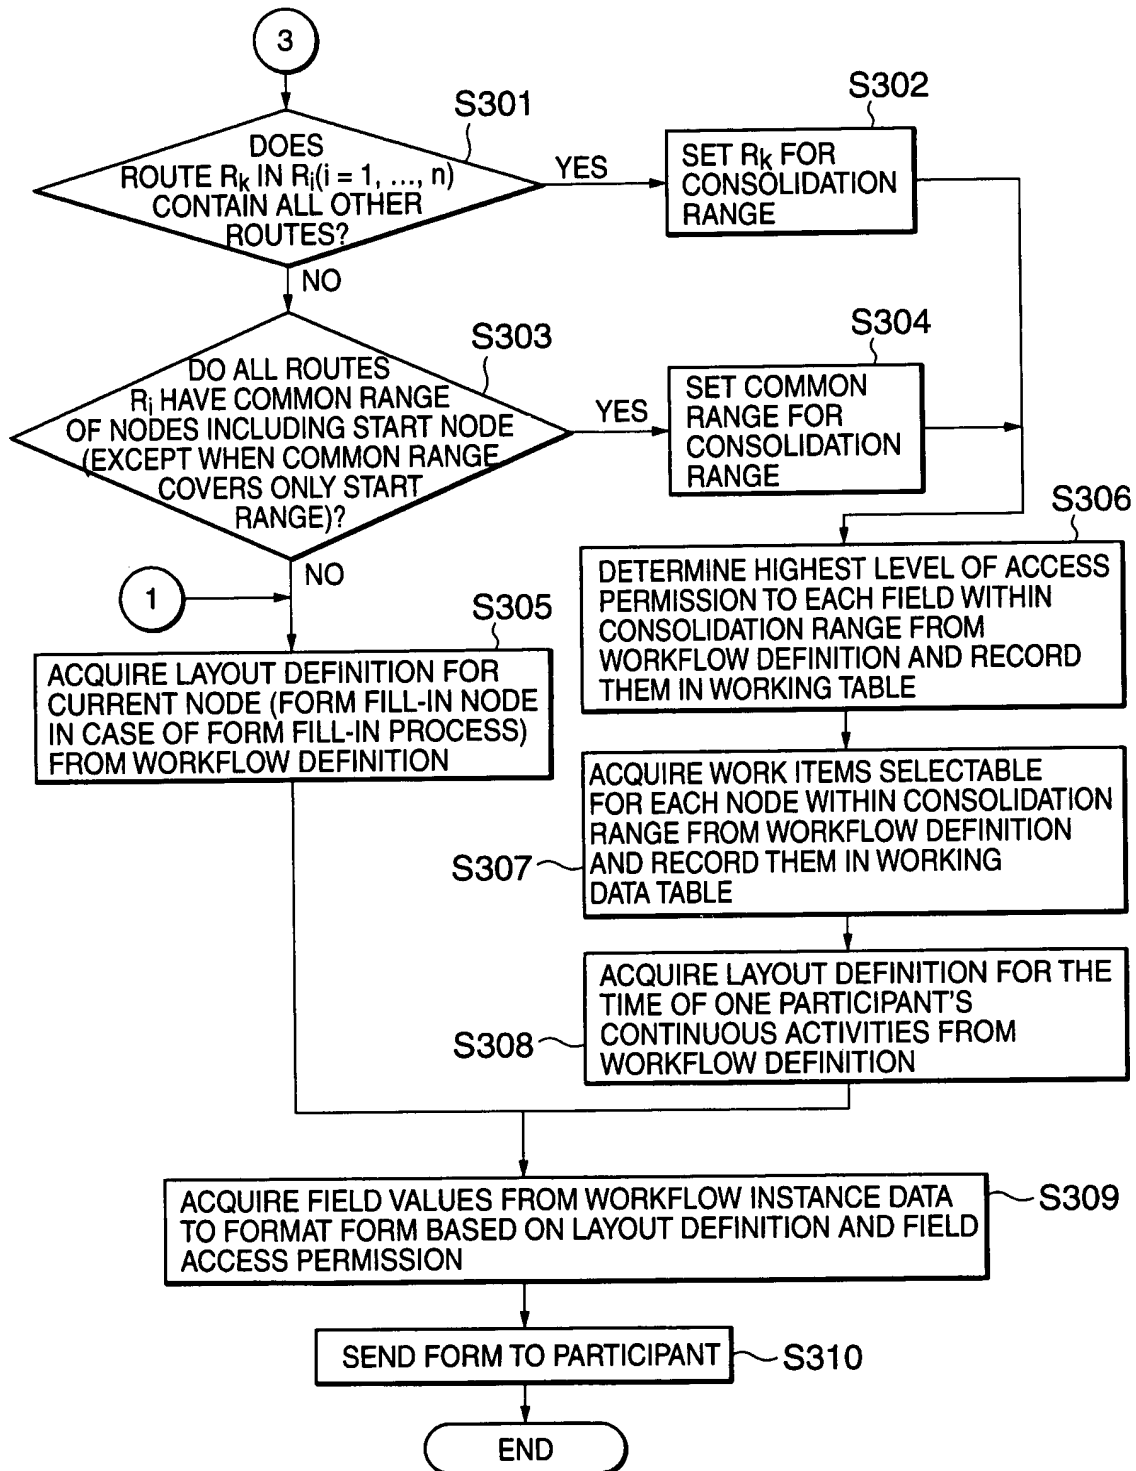 3
S301
DOES
ROUTE Rk IN Ri(i = 1, ..., n)
CONTAIN ALL OTHER
ROUTES?
YES
S302
SET Rk FOR
CONSOLIDATION
RANGE
NO
S303
DO ALL ROUTES
Ri HAVE COMMON RANGE
OF NODES INCLUDING START NODE
(EXCEPT WHEN COMMON RANGE
COVERS ONLY START
RANGE)?
YES
S304
SET COMMON
RANGE FOR
CONSOLIDATION
RANGE
NO
1
S305
ACQUIRE LAYOUT DEFINITION FOR
CURRENT NODE (FORM FILL-IN NODE
IN CASE OF FORM FILL-IN PROCESS)
FROM WORKFLOW DEFINITION
S306
DETERMINE HIGHEST LEVEL OF ACCESS
PERMISSION TO EACH FIELD WITHIN
CONSOLIDATION RANGE FROM
WORKFLOW DEFINITION AND RECORD
THEM IN WORKING TABLE
S307
ACQUIRE WORK ITEMS SELECTABLE
FOR EACH NODE WITHIN CONSOLIDATION
RANGE FROM WORKFLOW DEFINITION
AND RECORD THEM IN WORKING
DATA TABLE
S308
ACQUIRE LAYOUT DEFINITION FOR THE
TIME OF ONE PARTICIPANT'S
CONTINUOUS ACTIVITIES FROM
WORKFLOW DEFINITION
ACQUIRE FIELD VALUES FROM WORKFLOW INSTANCE DATA
TO FORMAT FORM BASED ON LAYOUT DEFINITION AND FIELD
ACCESS PERMISSION
S309
SEND FORM TO PARTICIPANT
S310
END